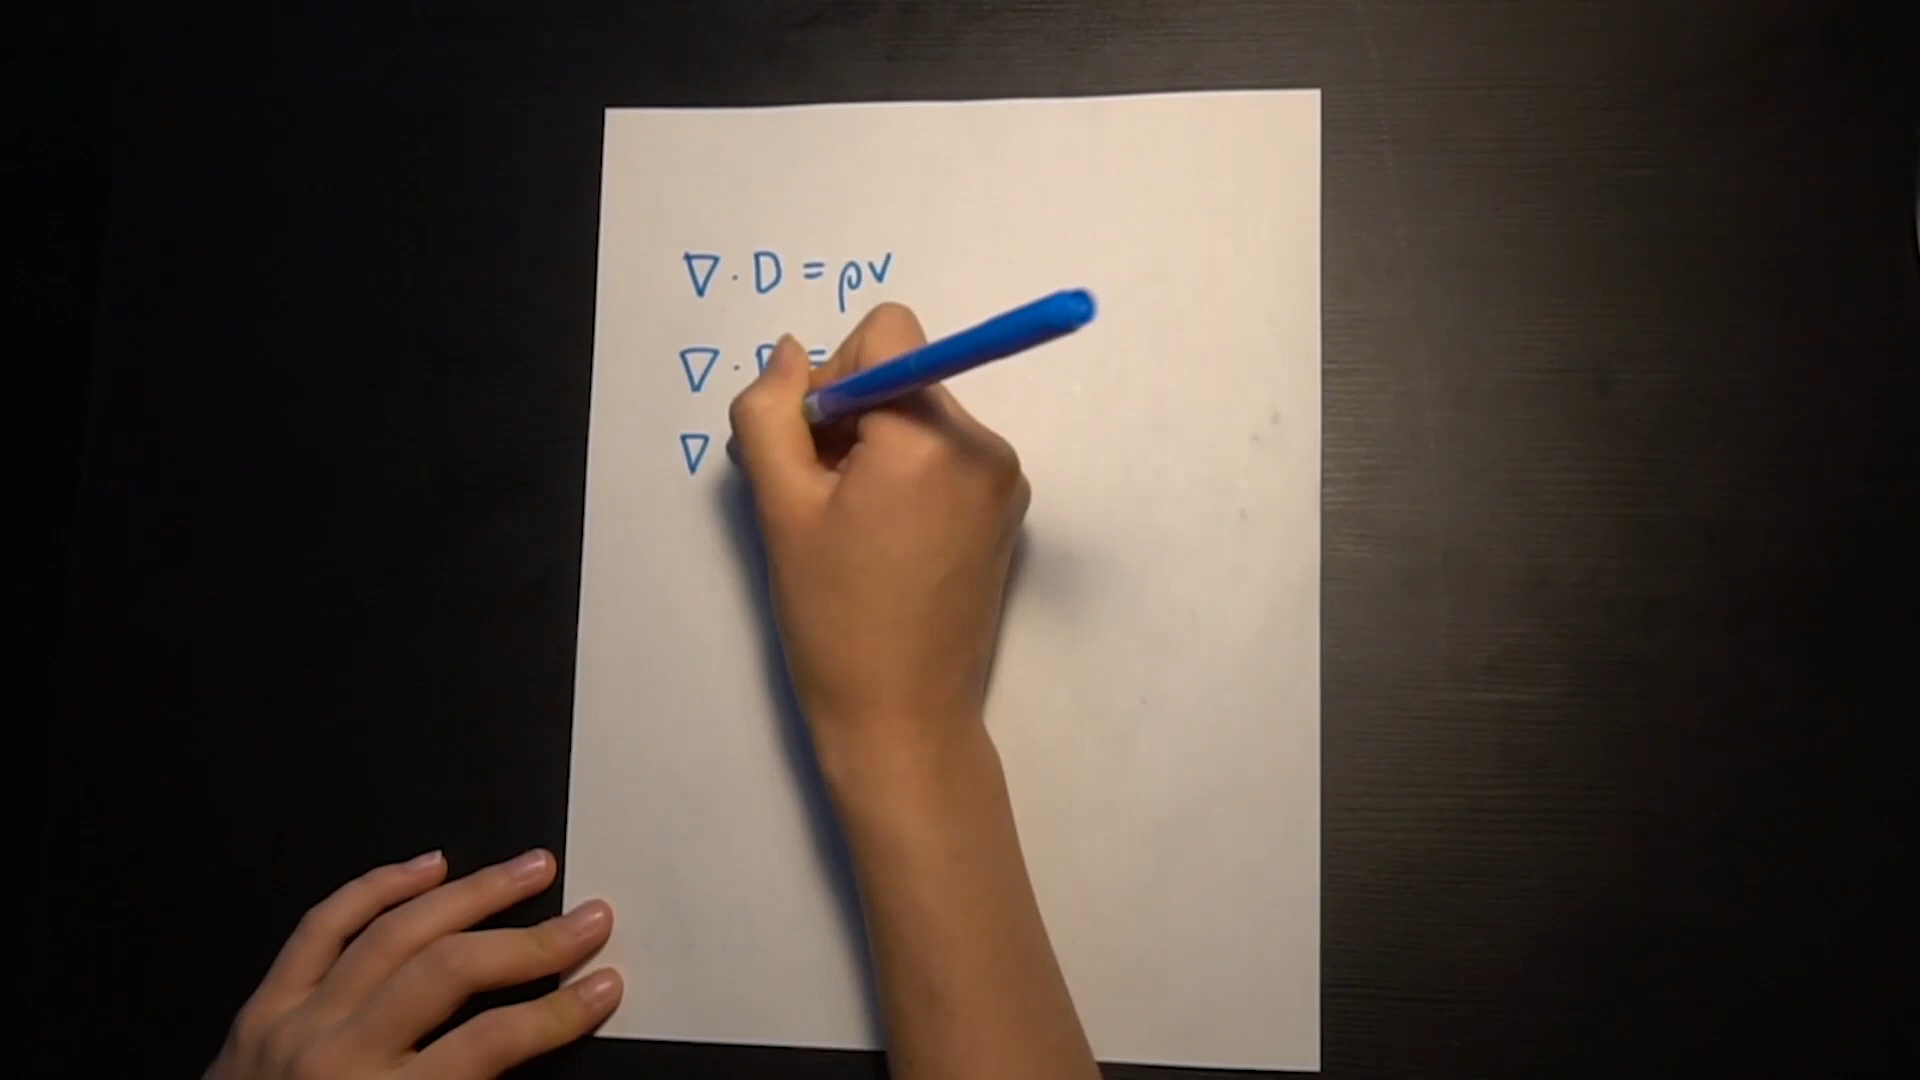 ∇ · D = ρv
∇ · =
∇